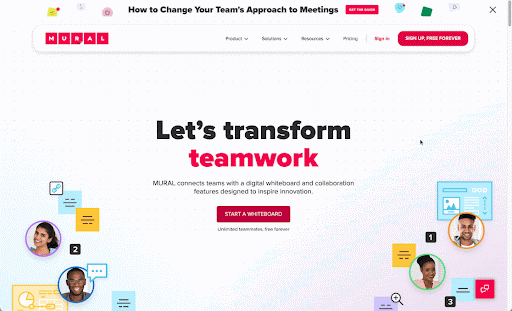 How to Change Your Team's Approach to Meetings
GET THE GUIDE
MURAL
Product
Solutions
Resources
Pricing
Sign in
SIGN UP, FREE FOREVER
Let's transform
teamwork
MURAL connects teams with a digital whiteboard and collaboration
features designed to inspire innovation.
START A WHITEBOARD
Unlimited teammates, free forever
1
2
3